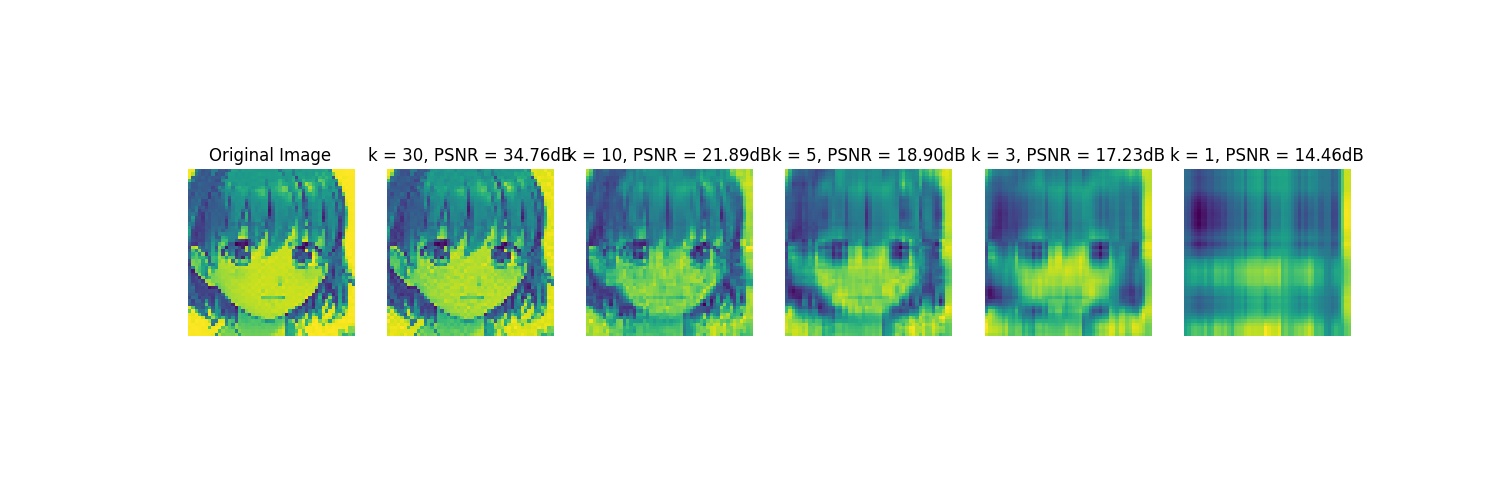 Original Image
k = 30, PSNR = 34.76dB
k = 10, PSNR = 21.89dB
k = 5, PSNR = 18.90dB
k = 3, PSNR = 17.23dB
k = 1, PSNR = 14.46dB